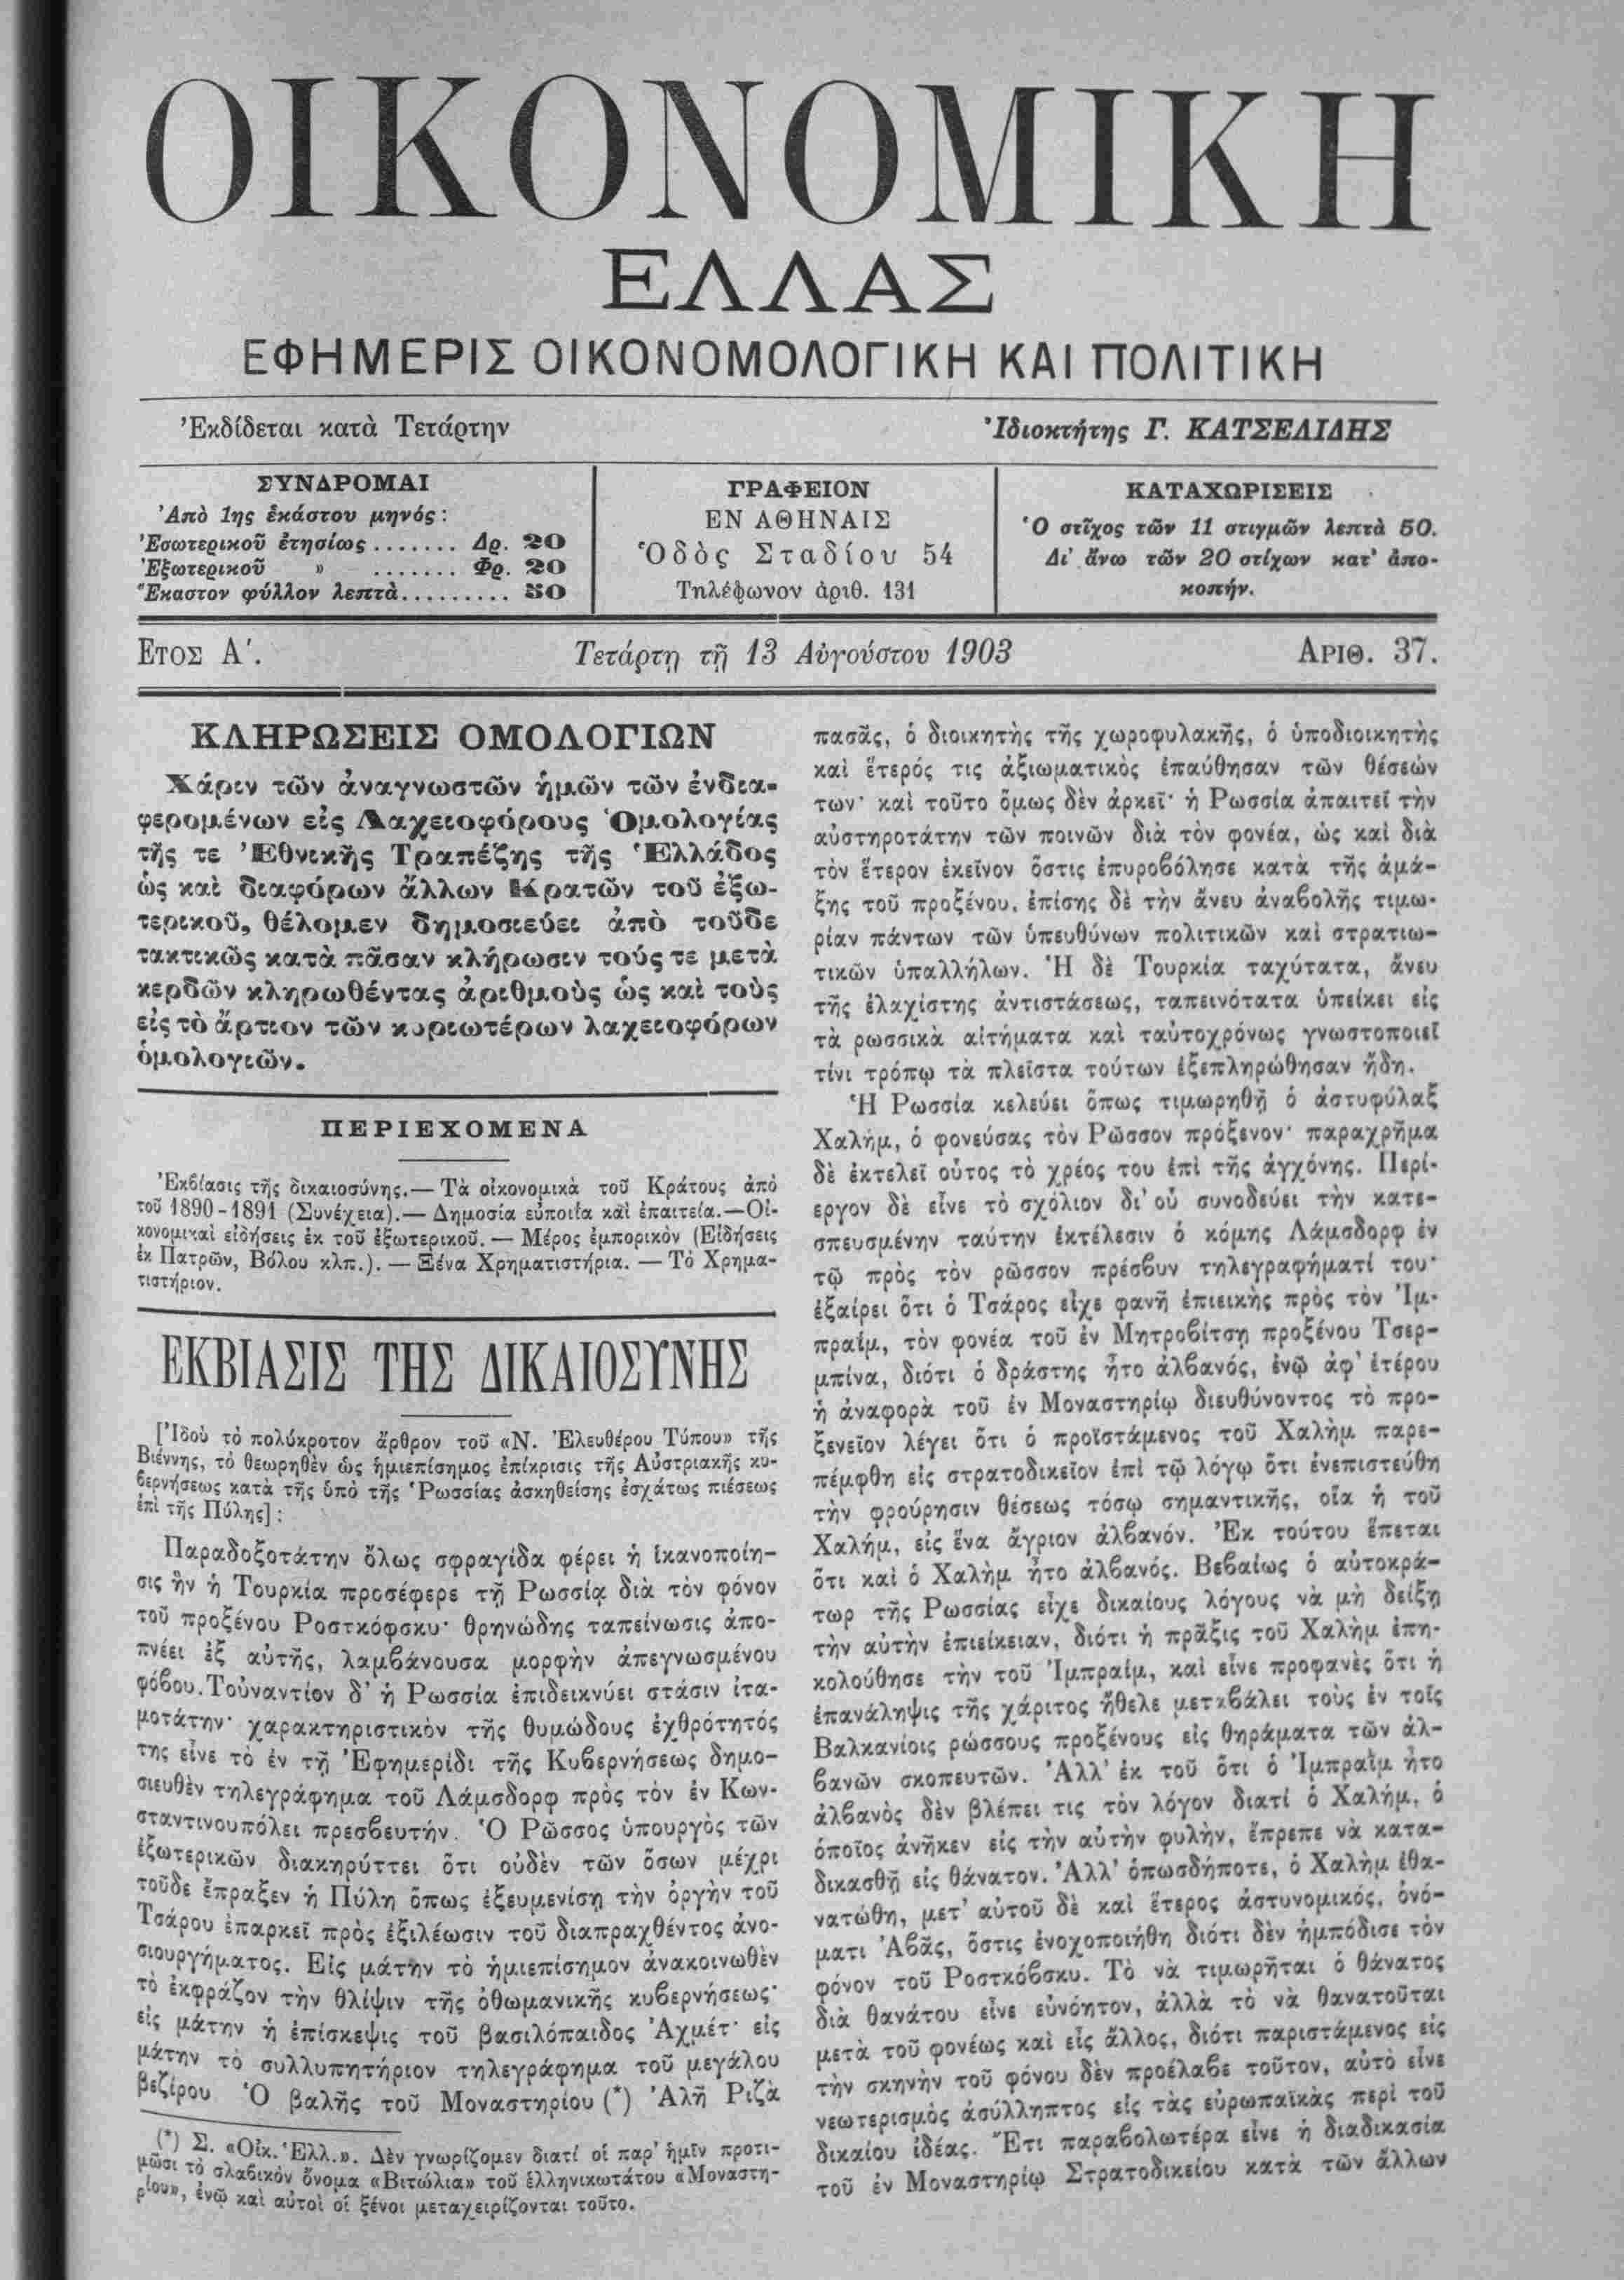 ΟΙΚΟΝΟΜΙΚΗ
ΕΛΛΑΣ
ΕΦΗΜΕΡΙΣ ΟΙΚΟΝΟΜΟΛΟΓΙΚΗ ΚΑΙ ΠΟΛΙΤΙΚΗ
Ἐκδίδεται κατὰ Τετάρτην
Ἰδιοκτήτης Γ. ΚΑΤΣΕΛΙΔΗΣ
ΣΥΝΔΡΟΜΑΙ
Ἀπὸ 1ης ἑκάστου μηνός:
Ἐσωτερικοῦ ἐτησίως ....... Δρ. 20
Ἐξωτερικοῦ » ....... Φρ. 20
Ἕκαστον φύλλον λεπτὰ......... 50
ΓΡΑΦΕΙΟΝ
ΕΝ ΑΘΗΝΑΙΣ
Ὁδὸς Σταδίου 54
Τηλέφωνον ἀριθ. 131
ΚΑΤΑΧΩΡΙΣΕΙΣ
Ὁ στῖχος τῶν 11 στιγμῶν λεπτὰ 50.
Δι' ἄνω τῶν 20 στίχων κατ' ἀπο-
κοπήν.
ΕΤΟΣ Α΄.
Τετάρτῃ τῇ 13 Αὐγούστου 1903
ΑΡΙΘ. 37.
ΚΛΗΡΩΣΕΙΣ ΟΜΟΛΟΓΙΩΝ
Χάριν τῶν ἀναγνωστῶν ἡμῶν τῶν ἐνδια-
φερομένων εἰς Λαχειοφόρους Ὁμολογίας
τῆς τε Ἐθνικῆς Τραπέζης τῆς Ἑλλάδος
ὡς καὶ διαφόρων ἄλλων Κρατῶν τοῦ ἐξω-
τερικοῦ, θέλομεν δημοσιεύει ἀπὸ τοῦδε
τακτικῶς κατὰ πᾶσαν κλήρωσιν τούς τε μετὰ
κερδῶν κληρωθέντας ἀριθμοὺς ὡς καὶ τοὺς
εἰς τὸ ἄρτιον τῶν κυριωτέρων λαχειοφόρων
ὁμολογιῶν.
ΠΕΡΙΕΧΟΜΕΝΑ
Ἐκβίασις τῆς δικαιοσύνης.— Τὰ οἰκονομικὰ τοῦ Κράτους ἀπὸ
τοῦ 1890-1891 (Συνέχεια).— Δημοσία εὐποιΐα καὶ ἐπαιτεία.—Οἰ-
κονομικαὶ εἰδήσεις ἐκ τοῦ ἐξωτερικοῦ. — Μέρος ἐμπορικὸν (Εἰδήσεις
ἐκ Πατρῶν, Βόλου κλπ.). — Ξένα Χρηματιστήρια. — Τὸ Χρημα-
τιστήριον.
ΕΚΒΙΑΣΙΣ ΤΗΣ ΔΙΚΑΙΟΣΥΝΗΣ
[Ἰδοὺ τὸ πολύκροτον ἄρθρον τοῦ «Ν. Ἐλευθέρου Τύπου» τῆς
Βιέννης, τὸ θεωρηθὲν ὡς ἡμιεπίσημος ἐπίκρισις τῆς Αὐστριακῆς κυ-
βερνήσεως κατὰ τῆς ὑπὸ τῆς Ῥωσσίας ἀσκηθείσης ἐσχάτως πιέσεως
ἐπὶ τῆς Πύλης]:
Παραδοξοτάτην ὅλως σφραγίδα φέρει ἡ ἱκανοποίη-
σις ἣν ἡ Τουρκία προσέφερε τῇ Ρωσσίᾳ διὰ τὸν φόνον
τοῦ προξένου Ροστκόφσκυ· θρηνώδης ταπείνωσις ἀπο-
πνέει ἐξ αὐτῆς, λαμβάνουσα μορφὴν ἀπεγνωσμένου
φόβου. Τοὐναντίον δ' ἡ Ρωσσία ἐπιδεικνύει στάσιν ἰτα-
μοτάτην· χαρακτηριστικὸν τῆς θυμώδους ἐχθρότητός
της εἶνε τὸ ἐν τῇ Ἐφημερίδι τῆς Κυβερνήσεως δημο-
σιευθὲν τηλεγράφημα τοῦ Λάμσδορφ πρὸς τὸν ἐν Κων-
σταντινουπόλει πρεσβευτήν. Ὁ Ρῶσσος ὑπουργὸς τῶν
ἐξωτερικῶν διακηρύττει ὅτι οὐδὲν τῶν ὅσων μέχρι
τοῦδε ἔπραξεν ἡ Πύλη ὅπως ἐξευμενίσῃ τὴν ὀργὴν τοῦ
Τσάρου ἐπαρκεῖ πρὸς ἐξιλέωσιν τοῦ διαπραχθέντος ἀνο-
σιουργήματος. Εἰς μάτην τὸ ἡμιεπίσημον ἀνακοινωθὲν
τὸ ἐκφράζον τὴν θλίψιν τῆς ὀθωμανικῆς κυβερνήσεως·
εἰς μάτην ἡ ἐπίσκεψις τοῦ βασιλόπαιδος Ἀχμέτ· εἰς
μάτην τὸ συλλυπητήριον τηλεγράφημα τοῦ μεγάλου
βεζίρου Ὁ βαλῆς τοῦ Μοναστηρίου (*) Ἀλῆ Ριζὰ
(*) Σ. «Οἰκ. Ἑλλ.». Δὲν γνωρίζομεν διατί οἱ παρ' ἡμῖν προτι-
μῶσι τὸ σλαβικὸν ὄνομα «Βιτώλια» τοῦ ἑλληνικωτάτου «Μοναστη-
ρίου», ἐνῷ καὶ αὐτοὶ οἱ ξένοι μεταχειρίζονται τοῦτο.
πασᾶς, ὁ διοικητὴς τῆς χωροφυλακῆς, ὁ ὑποδιοικητὴς
καὶ ἕτερός τις ἀξιωματικὸς ἐπαύθησαν τῶν θέσεών
των· καὶ τοῦτο ὅμως δὲν ἀρκεῖ· ἡ Ρωσσία ἀπαιτεῖ τὴν
αὐστηροτάτην τῶν ποινῶν διὰ τὸν φονέα, ὡς καὶ διὰ
τὸν ἕτερον ἐκεῖνον ὅστις ἐπυροβόλησε κατὰ τῆς ἁμά-
ξης τοῦ προξένου, ἐπίσης δὲ τὴν ἄνευ ἀναβολῆς τιμω-
ρίαν πάντων τῶν ὑπευθύνων πολιτικῶν καὶ στρατιω-
τικῶν ὑπαλλήλων. Ἡ δὲ Τουρκία ταχύτατα, ἄνευ
τῆς ἐλαχίστης ἀντιστάσεως, ταπεινότατα ὑπείκει εἰς
τὰ ρωσσικὰ αἰτήματα καὶ ταὐτοχρόνως γνωστοποιεῖ
τίνι τρόπῳ τὰ πλεῖστα τούτων ἐξεπληρώθησαν ἤδη.
Ἡ Ρωσσία κελεύει ὅπως τιμωρηθῇ ὁ ἀστυφύλαξ
Χαλήμ, ὁ φονεύσας τὸν Ρῶσσον πρόξενον· παραχρῆμα
δὲ ἐκτελεῖ οὗτος τὸ χρέος του ἐπὶ τῆς ἀγχόνης. Περί-
εργον δὲ εἶνε τὸ σχόλιον δι' οὗ συνοδεύει τὴν κατε-
σπευσμένην ταύτην ἐκτέλεσιν ὁ κόμης Λάμσδορφ ἐν
τῷ πρὸς τὸν ρῶσσον πρέσβυν τηλεγραφήματί του·
ἐξαίρει ὅτι ὁ Τσάρος εἶχε φανῆ ἐπιεικὴς πρὸς τὸν Ἰμ-
πραΐμ, τὸν φονέα τοῦ ἐν Μητροβίτσῃ προξένου Τσερ-
μπίνα, διότι ὁ δράστης ἦτο ἀλβανός, ἐνῷ ἀφ' ἑτέρου
ἡ ἀναφορὰ τοῦ ἐν Μοναστηρίῳ διευθύνοντος τὸ προ-
ξενεῖον λέγει ὅτι ὁ προϊστάμενος τοῦ Χαλὴμ παρε-
πέμφθη εἰς στρατοδικεῖον ἐπὶ τῷ λόγῳ ὅτι ἐνεπιστεύθη
τὴν φρούρησιν θέσεως τόσῳ σημαντικῆς, οἵα ἡ τοῦ
Χαλήμ, εἰς ἕνα ἄγριον ἀλβανόν. Ἐκ τούτου ἕπεται
ὅτι καὶ ὁ Χαλὴμ ἦτο ἀλβανός. Βεβαίως ὁ αὐτοκρά-
τωρ τῆς Ρωσσίας εἶχε δικαίους λόγους νὰ μὴ δείξῃ
τὴν αὐτὴν ἐπιείκειαν, διότι ἡ πρᾶξις τοῦ Χαλὴμ ἐπη-
κολούθησε τὴν τοῦ Ἰμπραΐμ, καὶ εἶνε προφανὲς ὅτι ἡ
ἐπανάληψις τῆς χάριτος ἤθελε μεταβάλει τοὺς ἐν τοῖς
Βαλκανίοις ρώσσους προξένους εἰς θηράματα τῶν ἀλ-
βανῶν σκοπευτῶν. Ἀλλ' ἐκ τοῦ ὅτι ὁ Ἰμπραῒμ ἦτο
ἀλβανὸς δὲν βλέπει τις τὸν λόγον διατί ὁ Χαλήμ, ὁ
ὁποῖος ἀνῆκεν εἰς τὴν αὐτὴν φυλήν, ἔπρεπε νὰ κατα-
δικασθῇ εἰς θάνατον. Ἀλλ' ὁπωσδήποτε, ὁ Χαλὴμ ἐθα-
νατώθη, μετ' αὐτοῦ δὲ καὶ ἕτερος ἀστυνομικός, ὀνό-
ματι Ἀβᾶς, ὅστις ἐνοχοποιήθη διότι δὲν ἠμπόδισε τὸν
φόνον τοῦ Ροστκόβσκυ. Τὸ νὰ τιμωρῆται ὁ θάνατος
διὰ θανάτου εἶνε εὐνόητον, ἀλλὰ τὸ νὰ θανατοῦται
μετὰ τοῦ φονέως καὶ εἷς ἄλλος, διότι παριστάμενος εἰς
τὴν σκηνὴν τοῦ φόνου δὲν προέλαβε τοῦτον, αὐτὸ εἶνε
νεωτερισμὸς ἀσύλληπτος εἰς τὰς εὐρωπαϊκὰς περὶ τοῦ
δικαίου ἰδέας. Ἔτι παραβολωτέρα εἶνε ἡ διαδικασία
τοῦ ἐν Μοναστηρίῳ Στρατοδικείου κατὰ τῶν ἄλλων